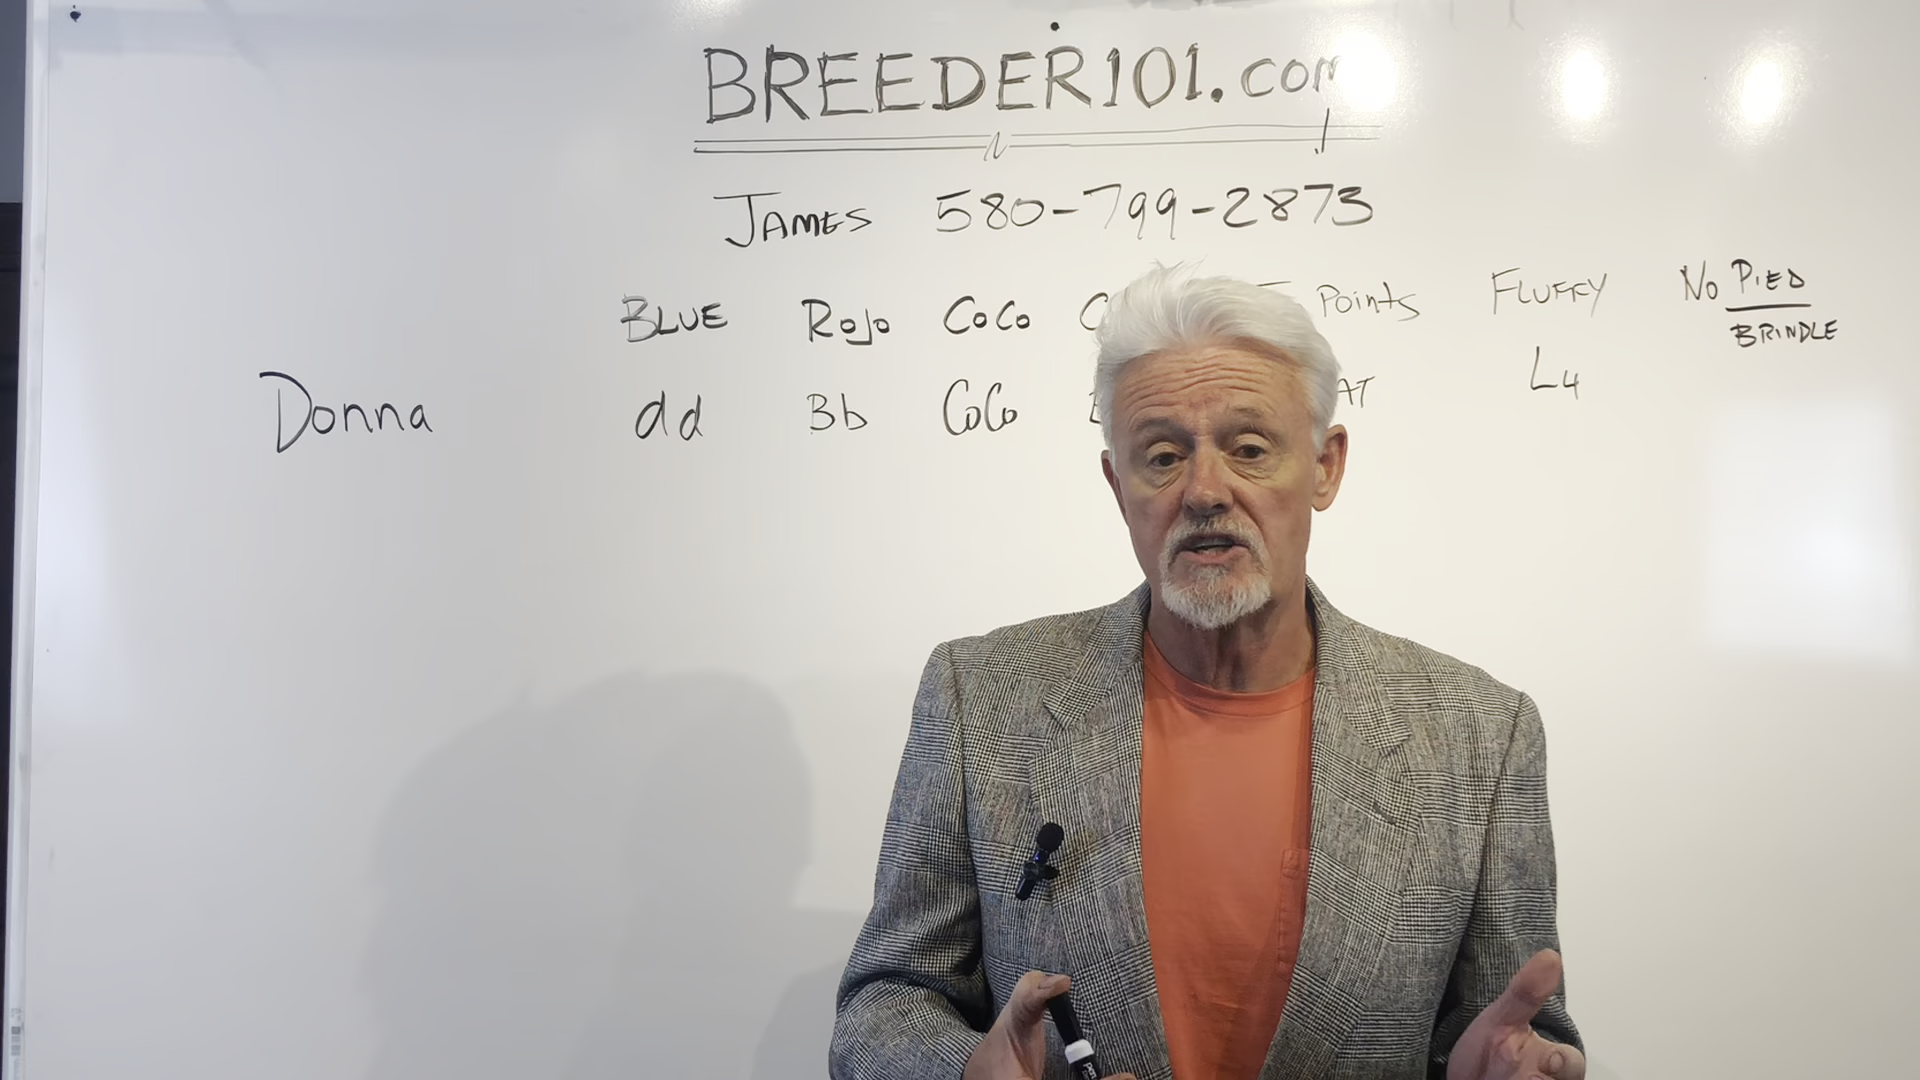 BREEDER101.com
JAMES 580-799-2873
BLUE Rojo CoCo Points FLUFFY No PIED
BRINDLE
Donna dd Bb CoCo AT L4